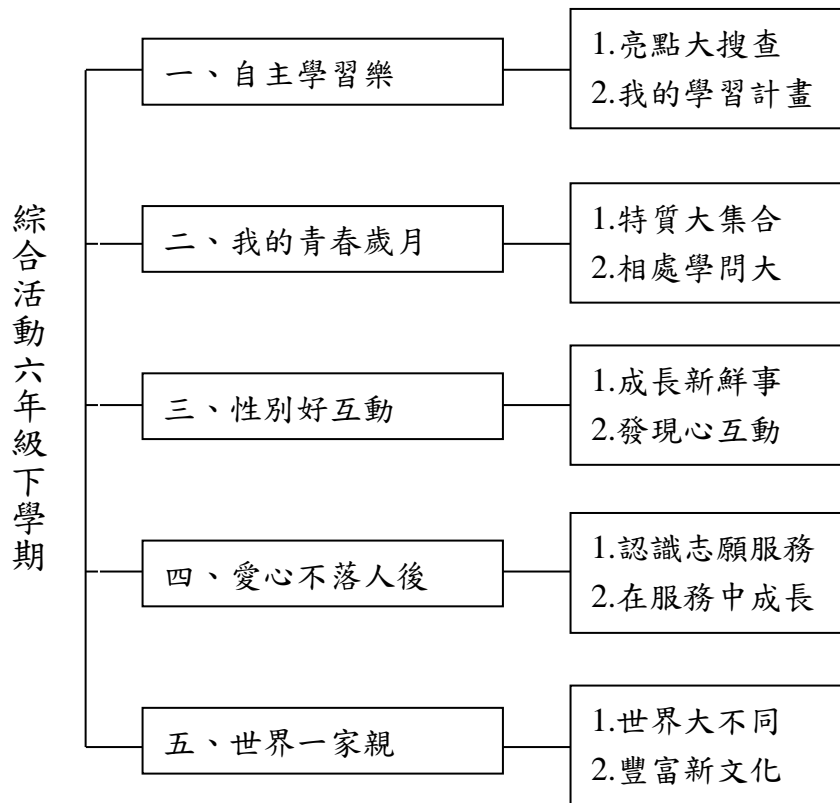 綜合活動六年級下學期
一、自主學習樂
1.亮點大搜查
2.我的學習計畫
二、我的青春歲月
1.特質大集合
2.相處學問大
三、性別好互動
1.成長新鮮事
2.發現心互動
四、愛心不落人後
1.認識志願服務
2.在服務中成長
五、世界一家親
1.世界大不同
2.豐富新文化